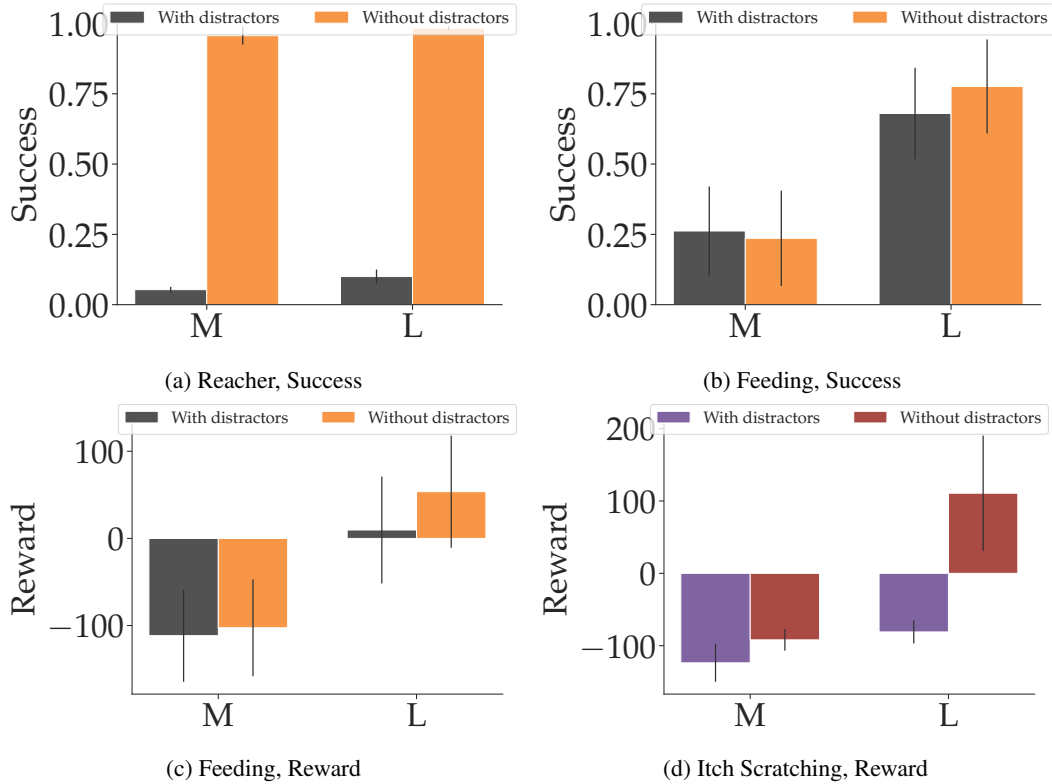 With distractors Without distractors
1.00
0.75
0.50
0.25
0.00
Success
M L
(a) Reacher, Success
With distractors Without distractors
1.00
0.75
0.50
0.25
0.00
Success
M L
(b) Feeding, Success
With distractors Without distractors
100
0
−100
Reward
M L
(c) Feeding, Reward
With distractors Without distractors
200
100
0
−100
Reward
M L
(d) Itch Scratching, Reward